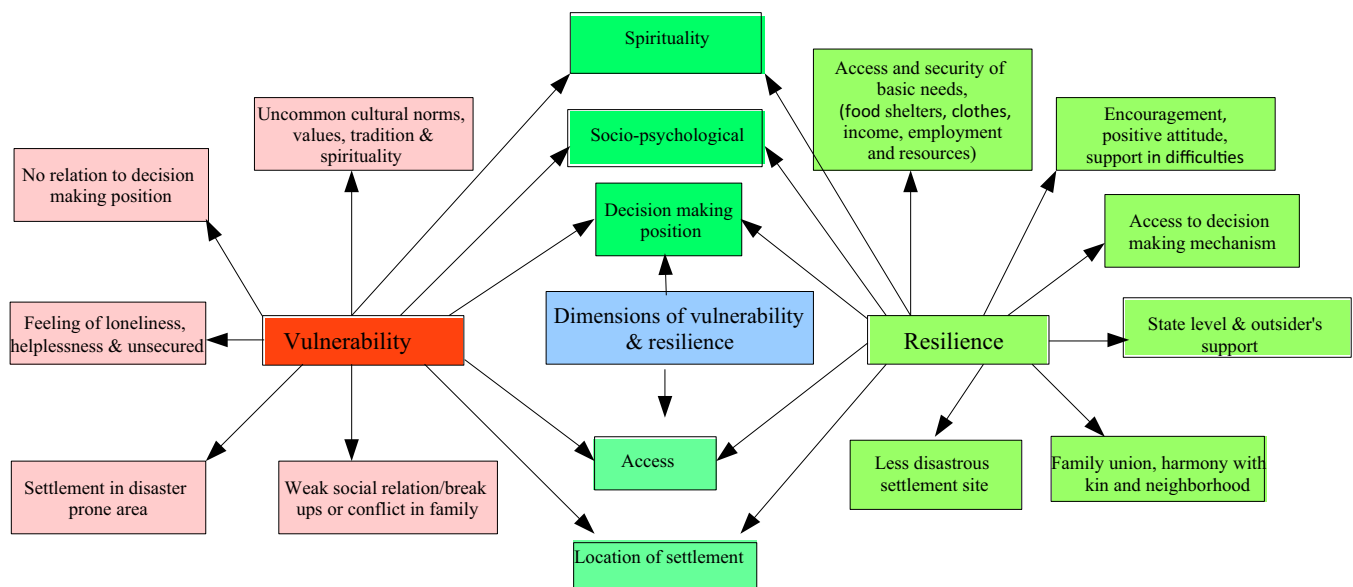 Spirituality
Access and security of
basic needs,
(food shelters, clothes,
income, employment
and resources)
Uncommon cultural norms,
values, tradition &
spirituality
Socio-psychological
Encouragement,
positive attitude,
support in difficulties
No relation to decision
making position
Decision making
position
Access to decision
making mechanism
Feeling of loneliness,
helplessness & unsecured
Vulnerability
Dimensions of vulnerability
& resilience
Resilience
State level & outsider's
support
Settlement in disaster
prone area
Weak social relation/break
ups or conflict in family
Access
Less disastrous
settlement site
Family union, harmony with
kin and neighborhood
Location of settlement